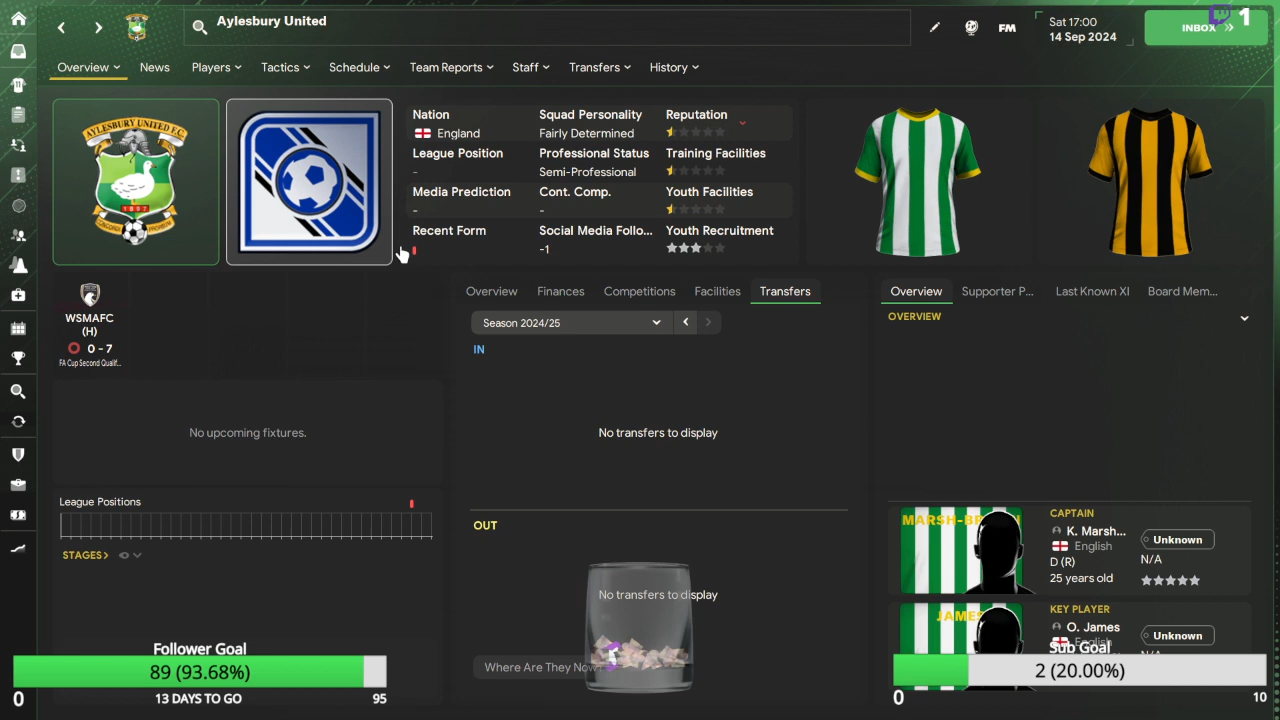 Aylesbury United
FM
Sat 17:00
14 Sep 2024
INBOX
1
Overview
News
Players
Tactics
Schedule
Team Reports
Staff
Transfers
History
AYLESBURY UNITED F.C.
1897
Nation
England
League Position
-
Media Prediction
-
Recent Form
Squad Personality
Fairly Determined
Professional Status
Semi-Professional
Cont. Comp.
-
Social Media Follo...
-1
Reputation
Training Facilities
Youth Facilities
Youth Recruitment
WSMAFC
(H)
0 - 7
FA Cup Second Qualif...
No upcoming fixtures.
League Positions
STAGES>
Overview
Finances
Competitions
Facilities
Transfers
Season 2024/25
IN
No transfers to display
OUT
No transfers to display
Where Are They Now
Overview
Supporter P...
Last Known XI
Board Mem...
OVERVIEW
CAPTAIN
K. Marsh...
English
D (R)
25 years old
Unknown
N/A
KEY PLAYER
JAMES
O. James
English
Unknown
Follower Goal
89 (93.68%)
0
13 DAYS TO GO
95
Sub Goal
2 (20.00%)
0
10